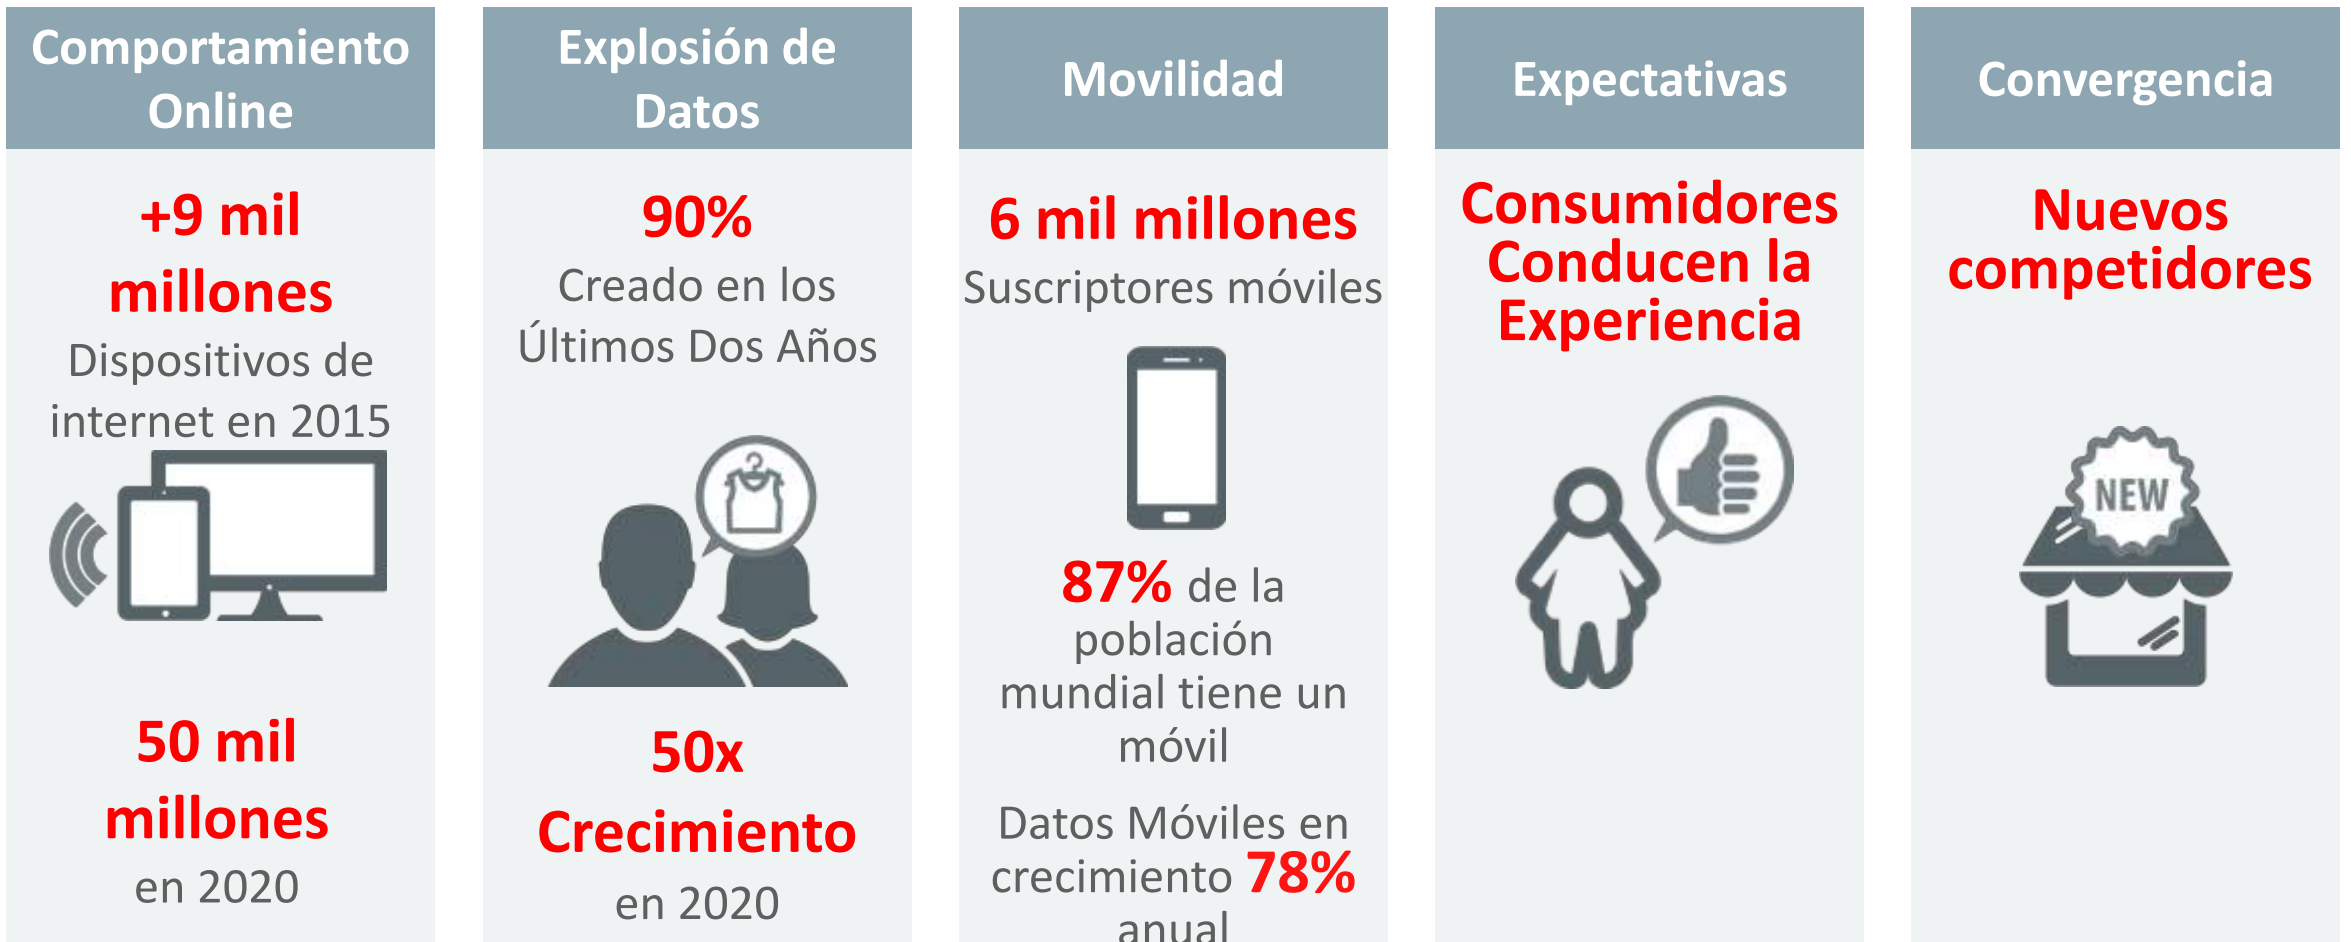 Comportamiento
Online
+9 mil
millones
Dispositivos de
internet en 2015
50 mil
millones
en 2020
Explosión de
Datos
90%
Creado en los
Últimos Dos Años
50x
Crecimiento
en 2020
Movilidad
6 mil millones
Suscriptores móviles
87% de la
población
mundial tiene un
móvil
Datos Móviles en
crecimiento 78%
anual
Expectativas
Consumidores
Conducen la
Experiencia
Convergencia
Nuevos
competidores
NEW